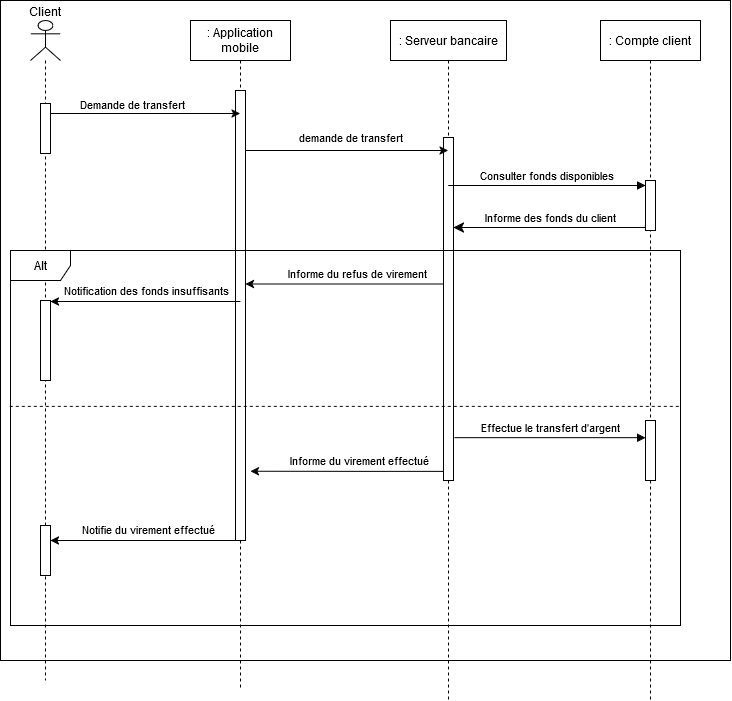 Client
: Application
mobile
: Serveur bancaire
: Compte client
Demande de transfert
demande de transfert
Consulter fonds disponibles
Informe des fonds du client
Alt
Informe du refus de virement
Notification des fonds insuffisants
Effectue le transfert d'argent
Informe du virement effectué
Notifie du virement effectué